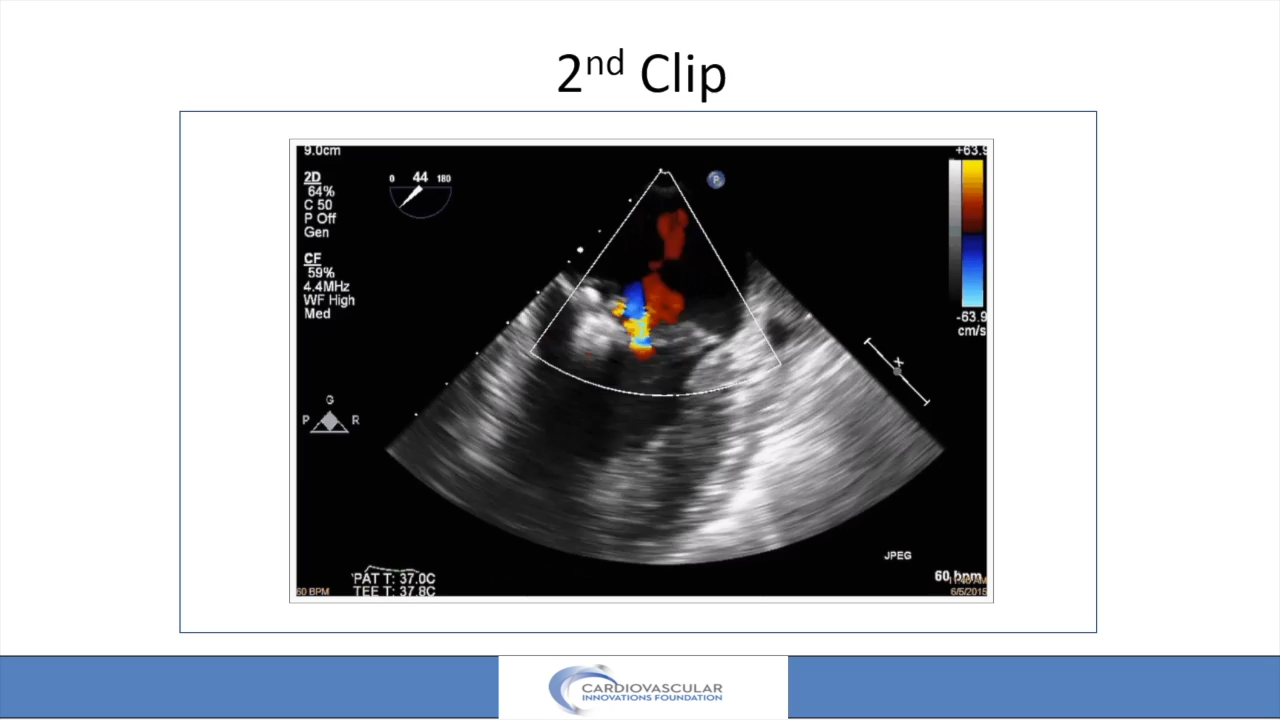 2nd Clip
9.0cm
2D
64%
C 50
P Off
Gen
CF
59%
4.4MHz
WF High
Med
0 44 180
P
+63.9
-63.9
cm/s
X
G
P R
JPEG
PAT T: 37.0C
TEE T: 37.8C
60 BPM
60 bpm
6/5/2015
CARDIOVASCULAR
INNOVATIONS FOUNDATION